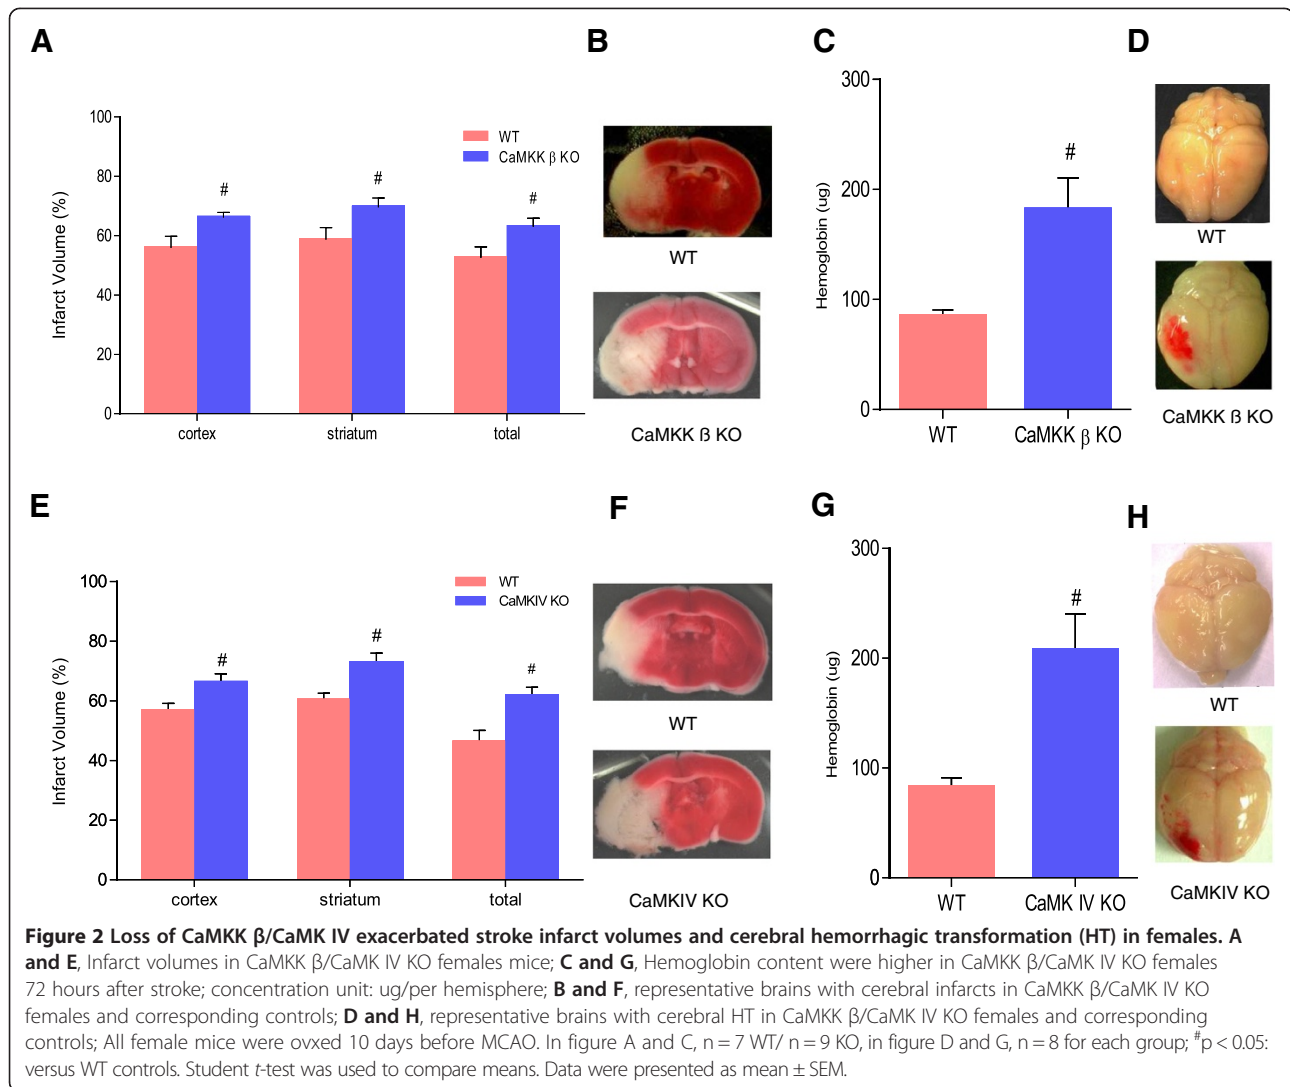 A
B
C
D
100
80
60
40
20
0
Infarct Volume (%)
WT
CaMKK β KO
#
#
#
cortex
striatum
total
WT
CaMKK ß KO
300
200
100
0
Hemoglobin (ug)
#
WT
CaMKK β KO
WT
CaMKK ß KO
E
F
G
H
100
80
60
40
20
0
Infarct Volume (%)
WT
CaMKIV KO
#
#
#
cortex
striatum
total
WT
CaMKIV KO
300
200
100
0
Hemoglobin (ug)
#
WT
CaMK IV KO
WT
CaMKIV KO
Figure 2 Loss of CaMKK β/CaMK IV exacerbated stroke infarct volumes and cerebral hemorrhagic transformation (HT) in females. A
and E, Infarct volumes in CaMKK β/CaMK IV KO females mice; C and G, Hemoglobin content were higher in CaMKK β/CaMK IV KO females
72 hours after stroke; concentration unit: ug/per hemisphere; B and F, representative brains with cerebral infarcts in CaMKK β/CaMK IV KO
females and corresponding controls; D and H, representative brains with cerebral HT in CaMKK β/CaMK IV KO females and corresponding
controls; All female mice were ovxed 10 days before MCAO. In figure A and C, n = 7 WT/ n = 9 KO, in figure D and G, n = 8 for each group; #p < 0.05:
versus WT controls. Student t-test was used to compare means. Data were presented as mean ± SEM.